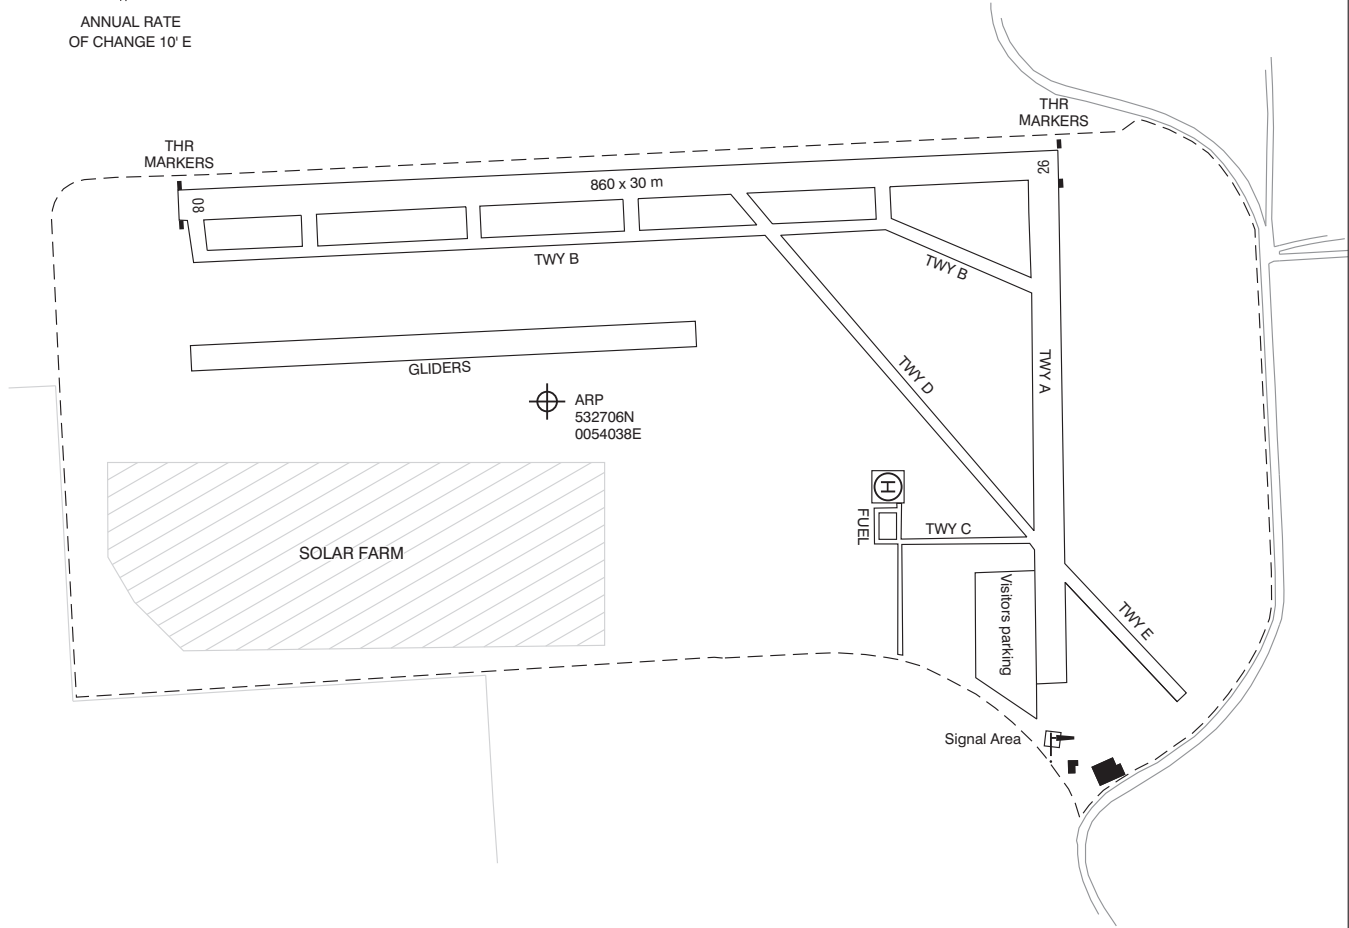 ANNUAL RATE
OF CHANGE 10' E
THR
MARKERS
THR
MARKERS
08
860 x 30 m
26
TWY B
TWY B
GLIDERS
TWY D
TWY A
ARP
532706N
0054038E
H
FUEL
TWY C
SOLAR FARM
Visitors parking
TWY E
Signal Area